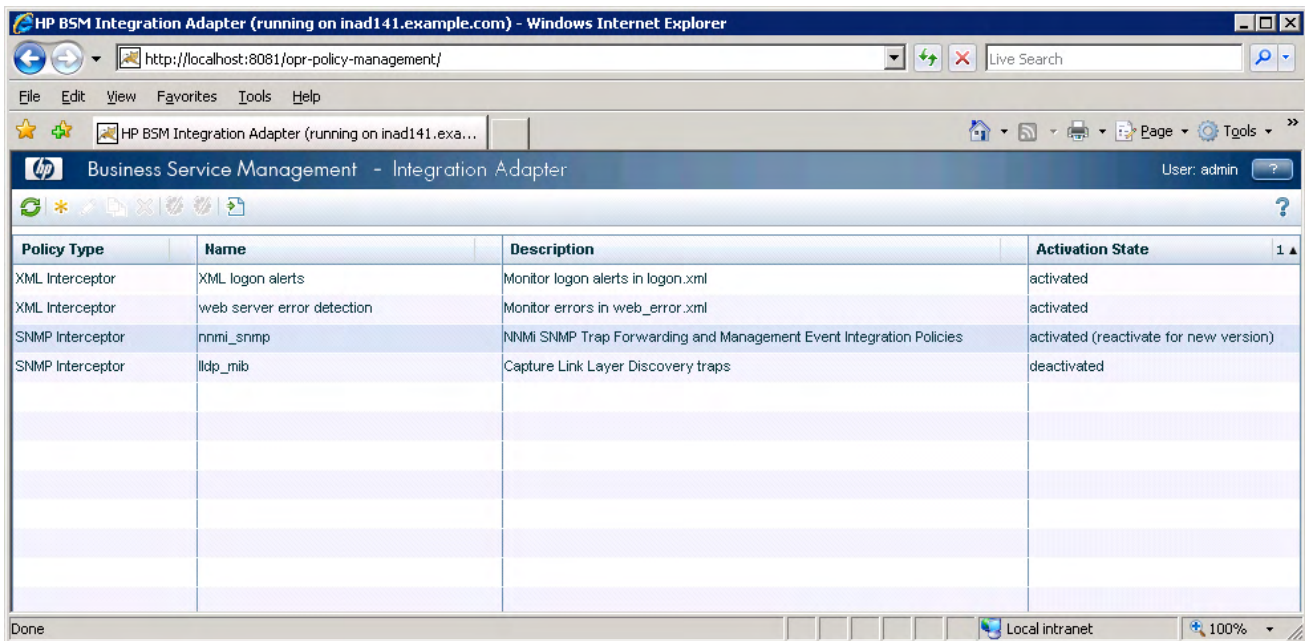 HP BSM Integration Adapter (running on inad141.example.com) - Windows Internet Explorer
http://localhost:8081/opr-policy-management/
Live Search
File Edit View Favorites Tools Help
HP BSM Integration Adapter (running on inad141.exa...
Page Tools »
hp Business Service Management - Integration Adapter User: admin ?
?
Policy Type Name Description Activation State 1
XML Interceptor XML logon alerts Monitor logon alerts in logon.xml activated
XML Interceptor web server error detection Monitor errors in web_error.xml activated
SNMP Interceptor nnmi_snmp NNMi SNMP Trap Forwarding and Management Event Integration Policies activated (reactivate for new version)
SNMP Interceptor lldp_mib Capture Link Layer Discovery traps deactivated
Done Local intranet 100%